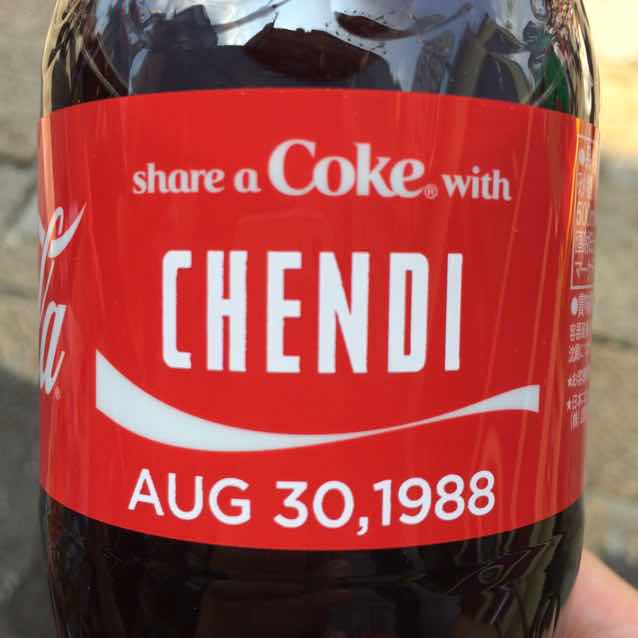 share a Coke® with
CHENDI
AUG 30,1988